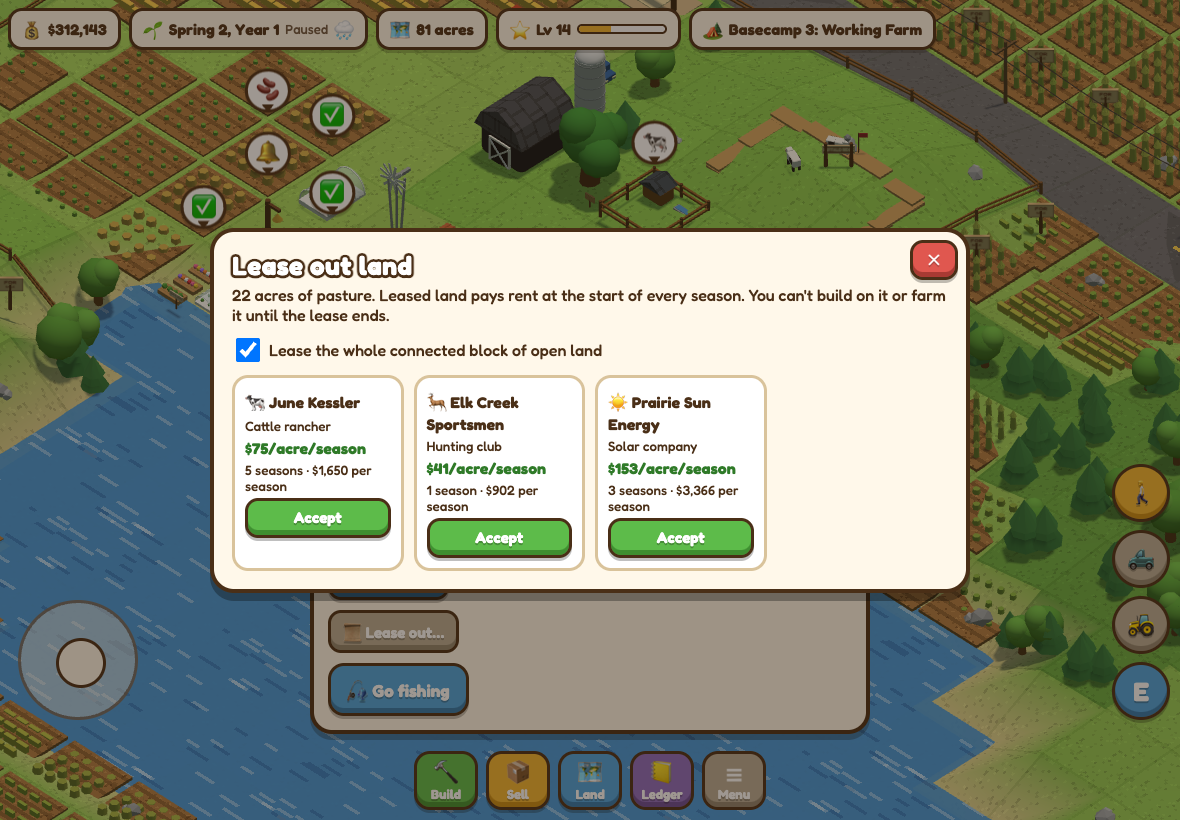 $312,143
Spring 2, Year 1 Paused
81 acres
Lv 14
Basecamp 3: Working Farm
Lease out land
22 acres of pasture. Leased land pays rent at the start of every season. You can't build on it or farm
it until the lease ends.
Lease the whole connected block of open land
June Kessler
Cattle rancher
$75/acre/season
5 seasons · $1,650 per
season
Accept
Elk Creek
Sportsmen
Hunting club
$41/acre/season
1 season · $902 per
season
Accept
Prairie Sun
Energy
Solar company
$153/acre/season
3 seasons · $3,366 per
season
Accept
Lease out...
Go fishing
E
Build
Sell
Land
Ledger
Menu